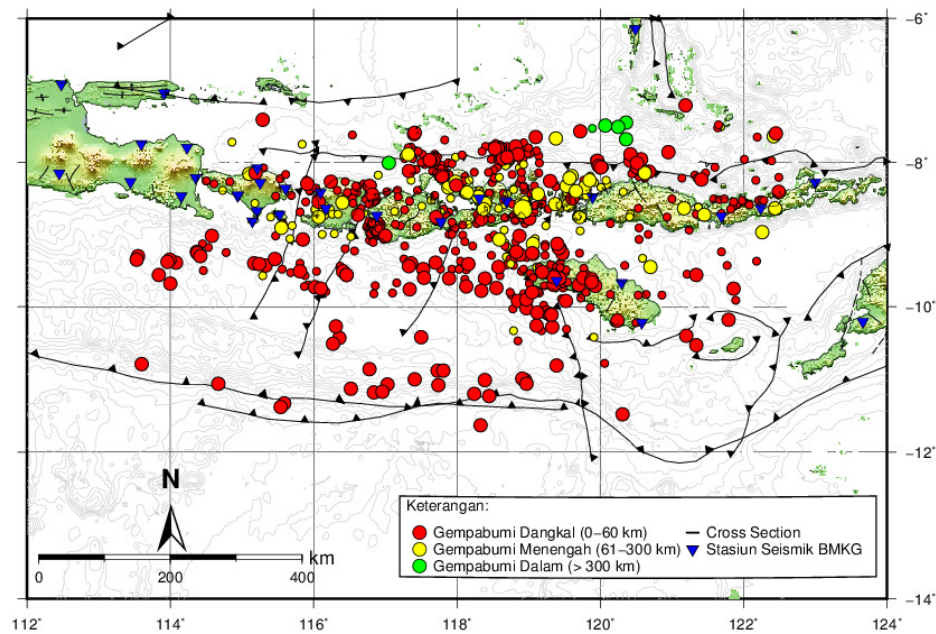 -6°
-8°
-10°
-12°
-14°
N
km
0 200 400
Keterangan:
Gempabumi Dangkal (0-60 km)
Gempabumi Menengah (61-300 km)
Gempabumi Dalam (> 300 km)
Cross Section
Stasiun Seismik BMKG
112° 114° 116° 118° 120° 122° 124°